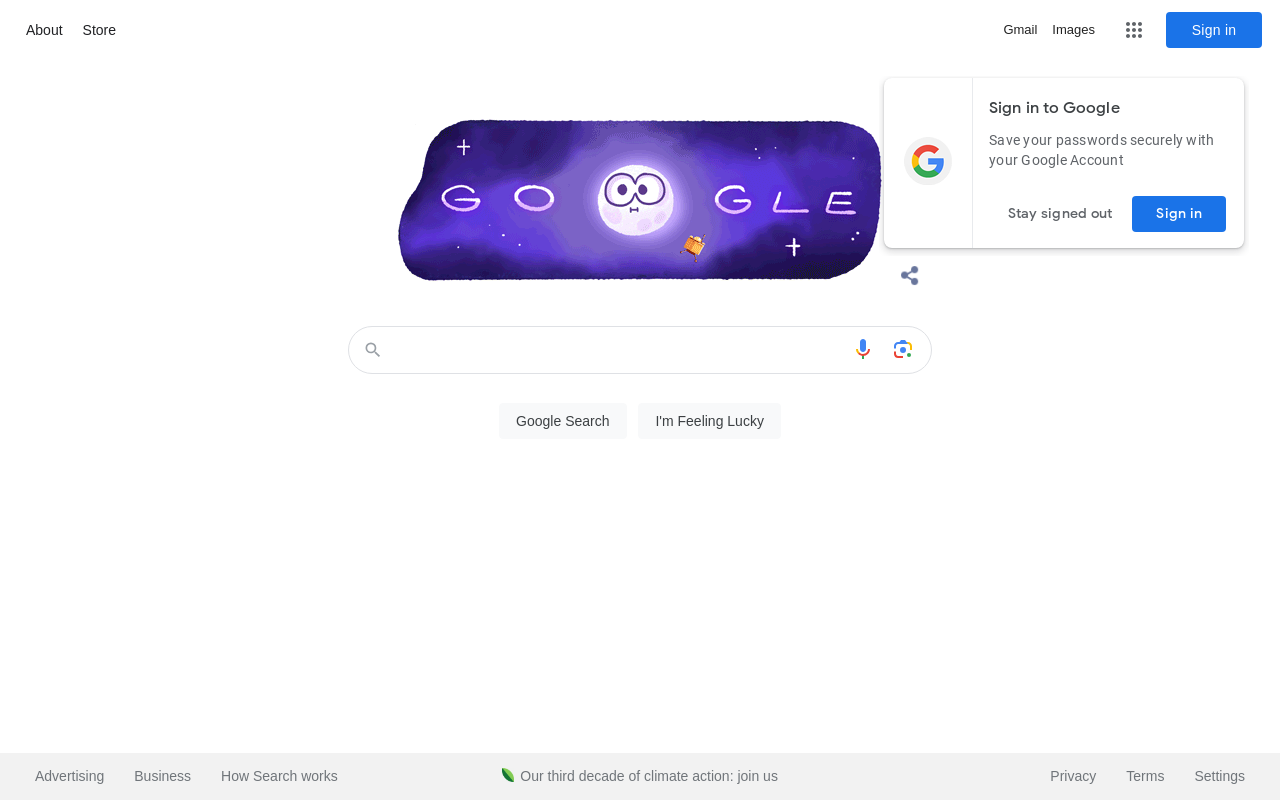 About Store
Gmail Images Sign in
Sign in to Google
Save your passwords securely with
your Google Account
Stay signed out Sign in
G O GLE
Google Search I'm Feeling Lucky
Advertising Business How Search works
Our third decade of climate action: join us
Privacy Terms Settings